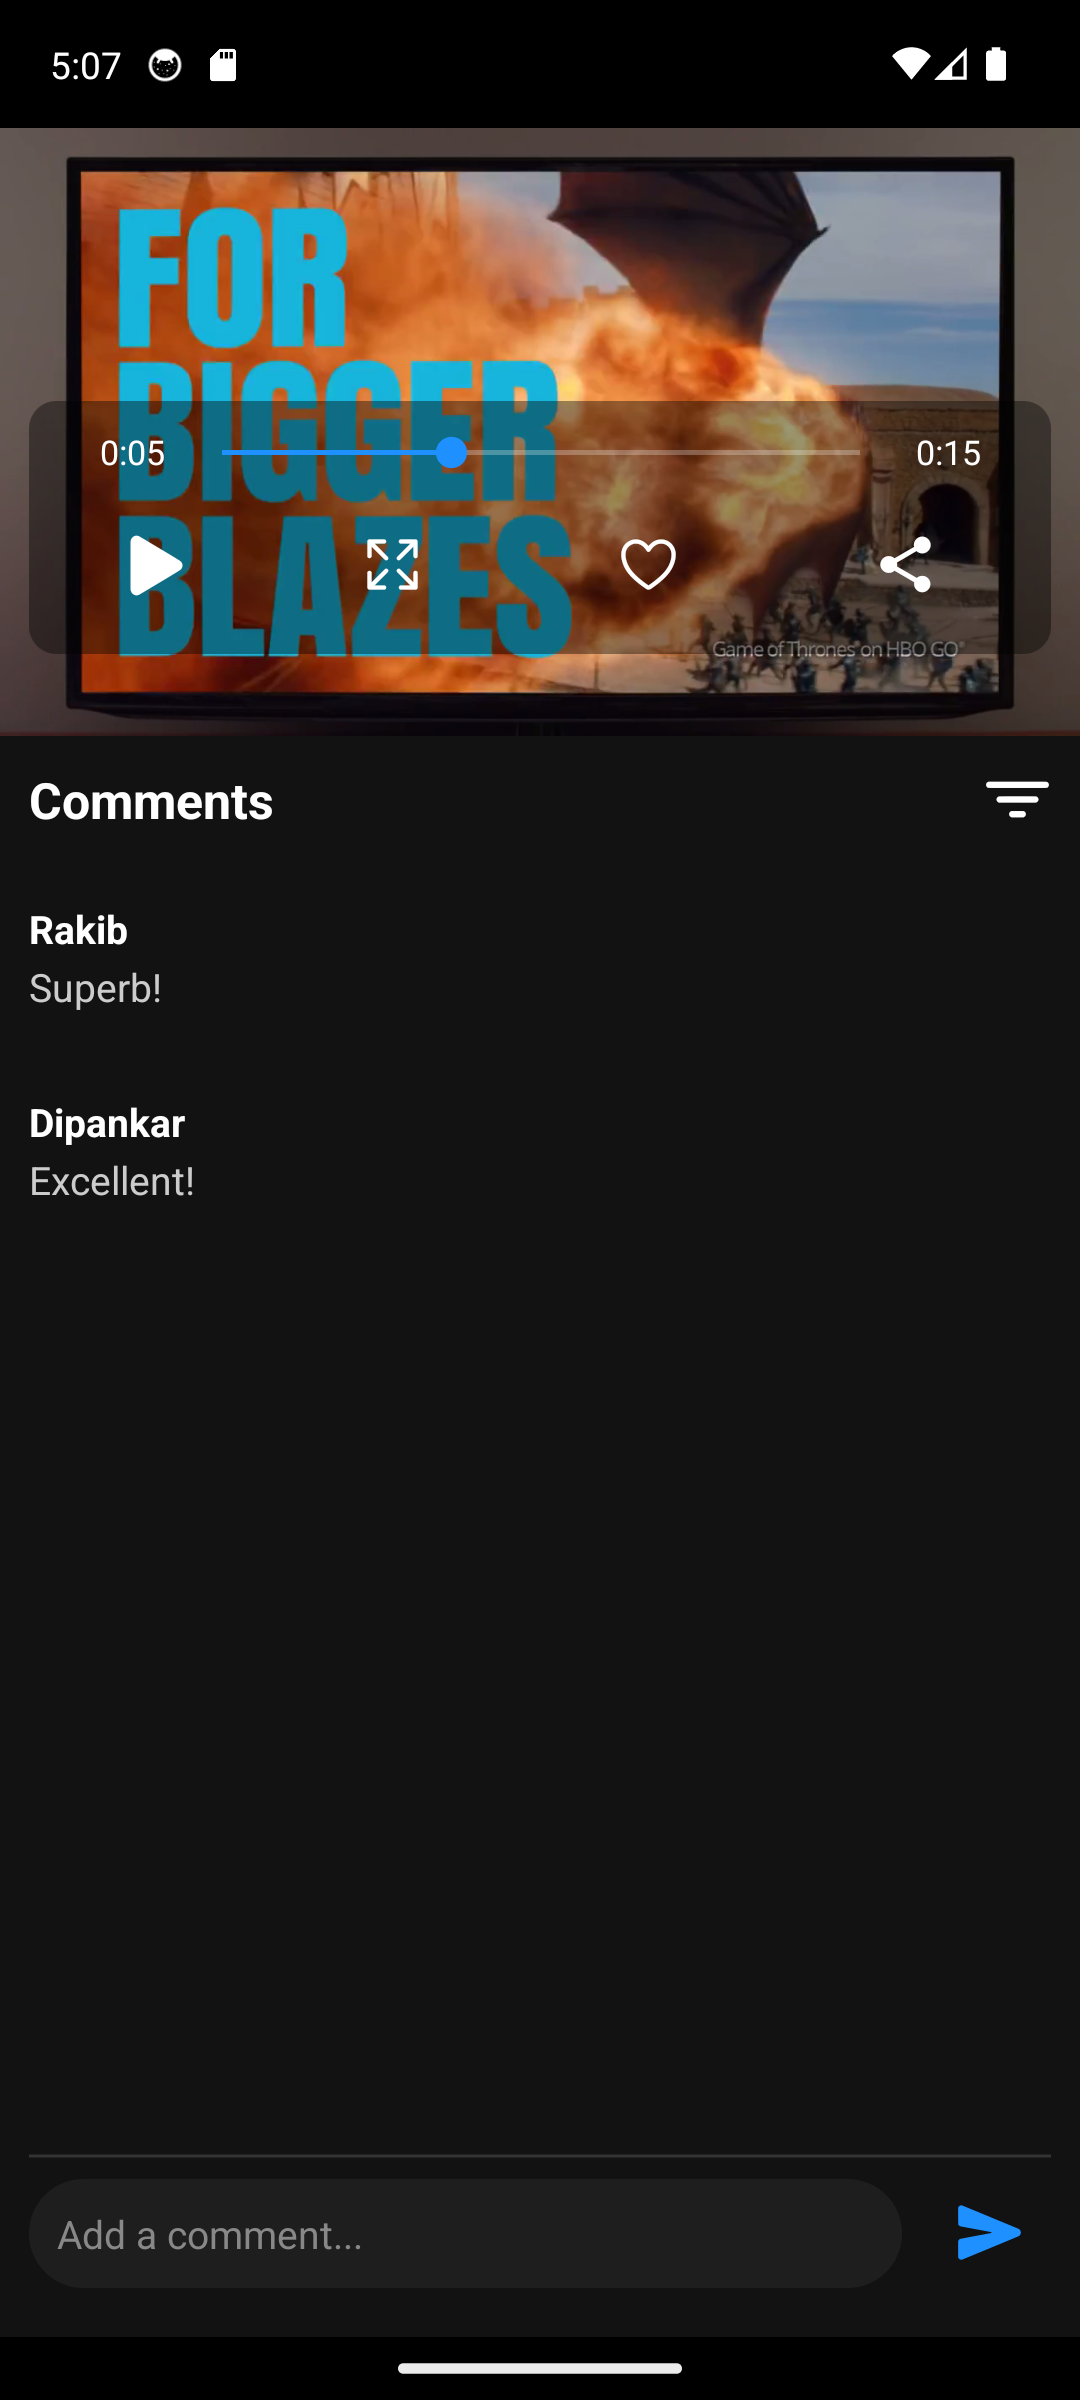 5:07
FOR
BIGGER
BLAZES
0:05
0:15
Game of Thrones on HBO GO
Comments
Rakib
Superb!
Dipankar
Excellent!
Add a comment...